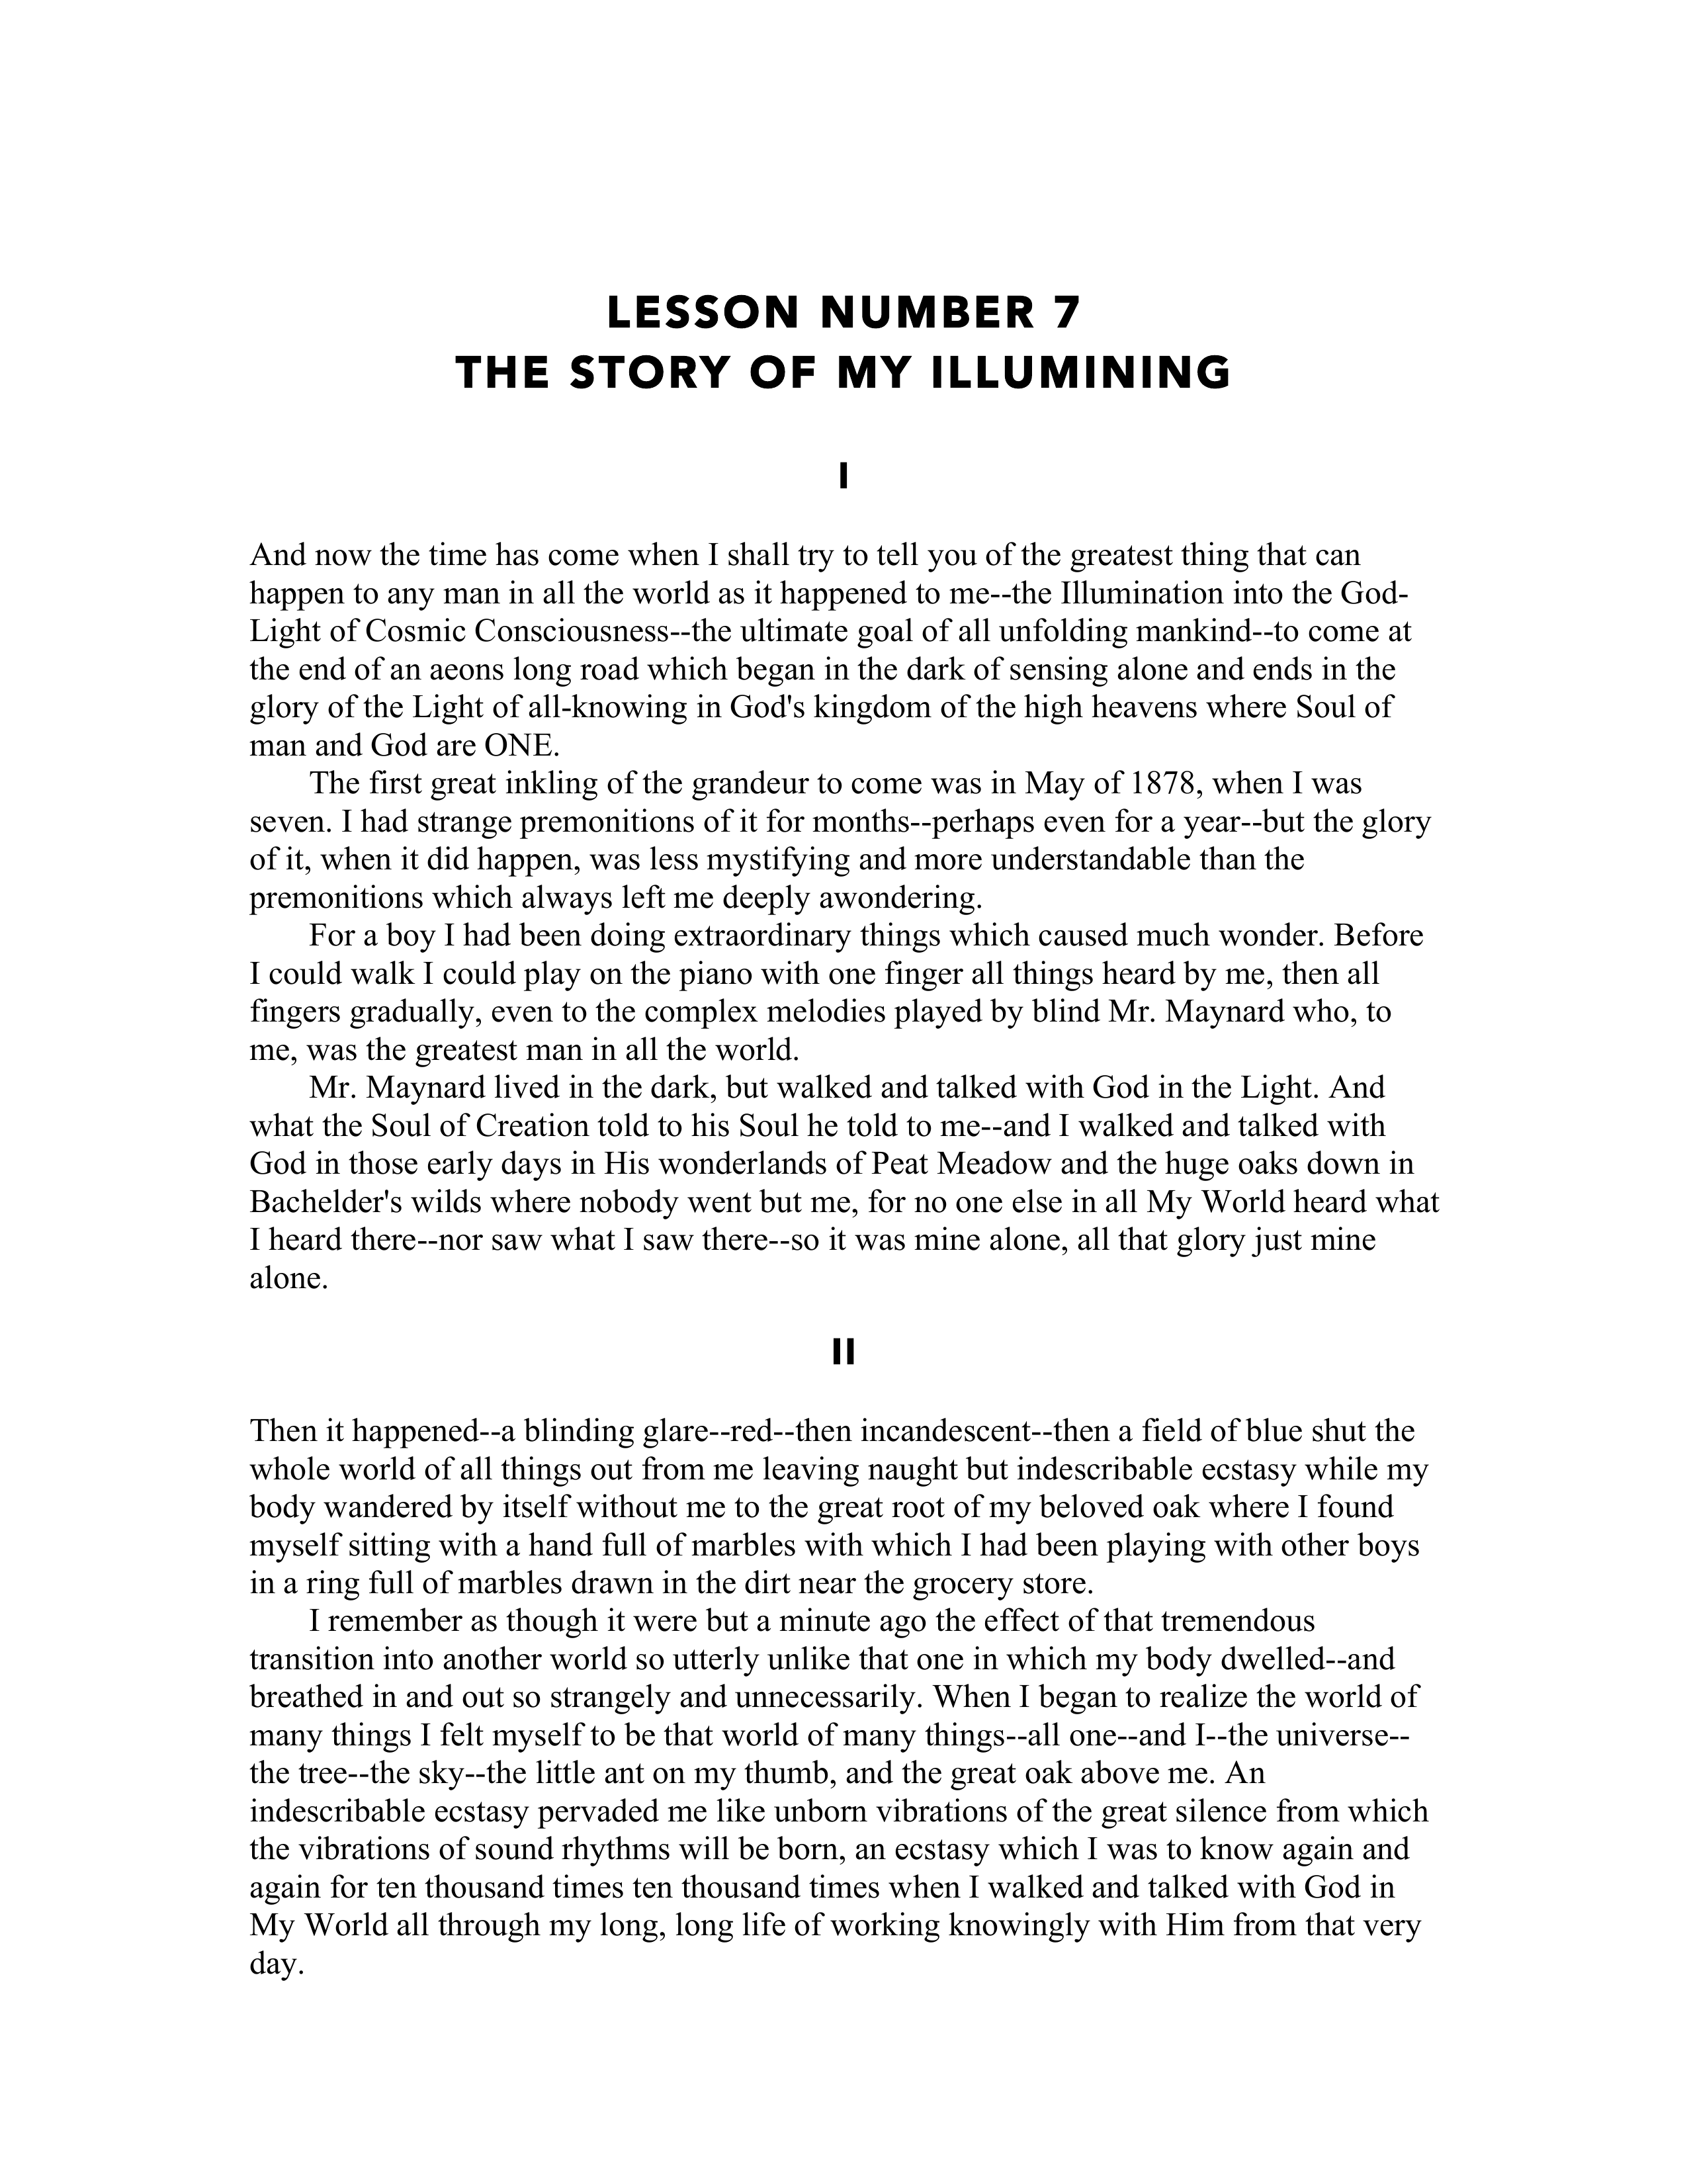 LESSON NUMBER 7
THE STORY OF MY ILLUMINING
I
And now the time has come when I shall try to tell you of the greatest thing that can
happen to any man in all the world as it happened to me--the Illumination into the God-
Light of Cosmic Consciousness--the ultimate goal of all unfolding mankind--to come at
the end of an aeons long road which began in the dark of sensing alone and ends in the
glory of the Light of all-knowing in God's kingdom of the high heavens where Soul of
man and God are ONE.
The first great inkling of the grandeur to come was in May of 1878, when I was
seven. I had strange premonitions of it for months--perhaps even for a year--but the glory
of it, when it did happen, was less mystifying and more understandable than the
premonitions which always left me deeply awondering.
For a boy I had been doing extraordinary things which caused much wonder. Before
I could walk I could play on the piano with one finger all things heard by me, then all
fingers gradually, even to the complex melodies played by blind Mr. Maynard who, to
me, was the greatest man in all the world.
Mr. Maynard lived in the dark, but walked and talked with God in the Light. And
what the Soul of Creation told to his Soul he told to me--and I walked and talked with
God in those early days in His wonderlands of Peat Meadow and the huge oaks down in
Bachelder's wilds where nobody went but me, for no one else in all My World heard what
I heard there--nor saw what I saw there--so it was mine alone, all that glory just mine
alone.
II
Then it happened--a blinding glare--red--then incandescent--then a field of blue shut the
whole world of all things out from me leaving naught but indescribable ecstasy while my
body wandered by itself without me to the great root of my beloved oak where I found
myself sitting with a hand full of marbles with which I had been playing with other boys
in a ring full of marbles drawn in the dirt near the grocery store.
I remember as though it were but a minute ago the effect of that tremendous
transition into another world so utterly unlike that one in which my body dwelled--and
breathed in and out so strangely and unnecessarily. When I began to realize the world of
many things I felt myself to be that world of many things--all one--and I--the universe--
the tree--the sky--the little ant on my thumb, and the great oak above me. An
indescribable ecstasy pervaded me like unborn vibrations of the great silence from which
the vibrations of sound rhythms will be born, an ecstasy which I was to know again and
again for ten thousand times ten thousand times when I walked and talked with God in
My World all through my long, long life of working knowingly with Him from that very
day.